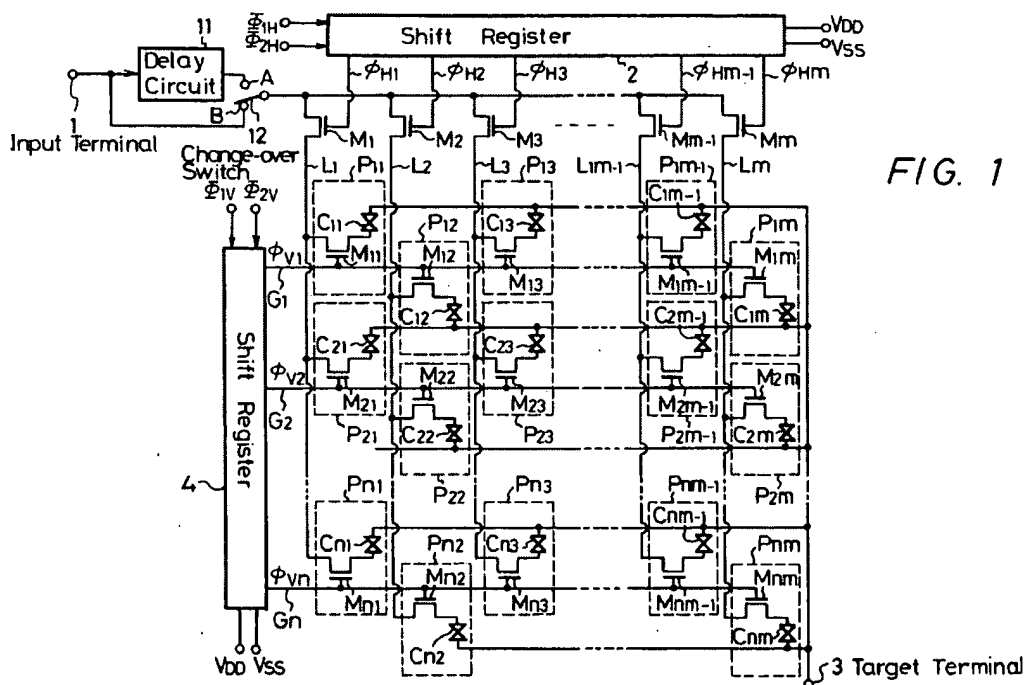 Φ1H
Φ2H
Shift Register
VDD
VSS
11
Delay
Circuit
A
B
12
1
Input Terminal
Change-over
Switch
Φ1V Φ2V
2
ϕH1 ϕH2 ϕH3 ϕHm-1 ϕHm
M1 M2 M3 Mm-1 Mm
FIG. 1
L1 P11 L2 L3 P13 L1m-1 P1m-1 Lm
C11 C13 C1m-1
P12 P1m
ϕV1 M11 M12 M13 M1m-1 M1m
G1
C12 C1m
C21 C23 C2m-1
ϕV2 M21 M22 M23 M2m-1 M2m
G2
P21 C22 P23 P2m-1 C2m
P22 P2m
Shift Register
4
Pn1 Pn3 Pnm-1
Cn1 Pn2 Cn3 Cnm-1 Pnm
ϕVn Mn1 Mn2 Mn3 Mnm-1 Mnm
Gn
Cn2 Cnm
VDD VSS
3 Target Terminal